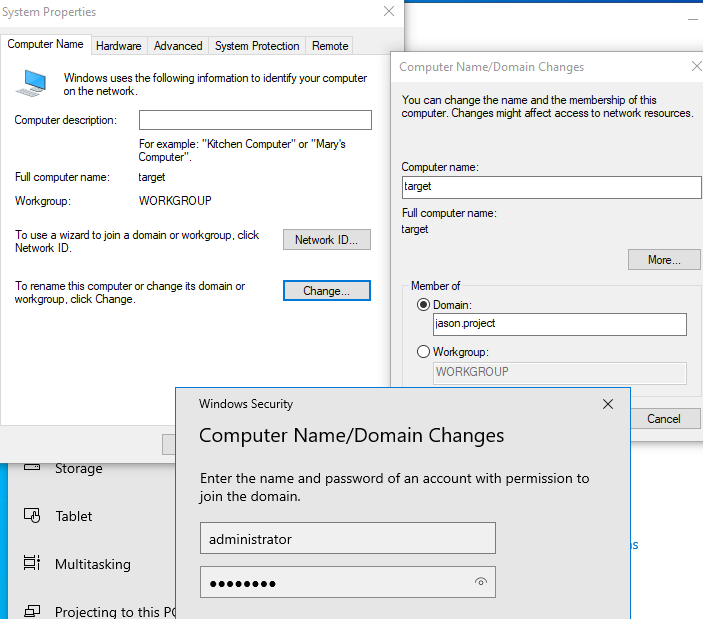 System Properties
Computer Name
Hardware
Advanced
System Protection
Remote
Windows uses the following information to identify your computer
on the network.
Computer description:
For example: "Kitchen Computer" or "Mary's
Computer".
Full computer name:
target
Workgroup:
WORKGROUP
To use a wizard to join a domain or workgroup, click
Network ID.
Network ID...
To rename this computer or change its domain or
workgroup, click Change.
Change...
Computer Name/Domain Changes
You can change the name and the membership of this
computer. Changes might affect access to network resources.
Computer name:
target
Full computer name:
target
More...
Member of
Domain:
jason.project
Workgroup:
WORKGROUP
Cancel
Windows Security
Computer Name/Domain Changes
Enter the name and password of an account with permission to
join the domain.
administrator
Storage
Tablet
Multitasking
Projecting to this PC